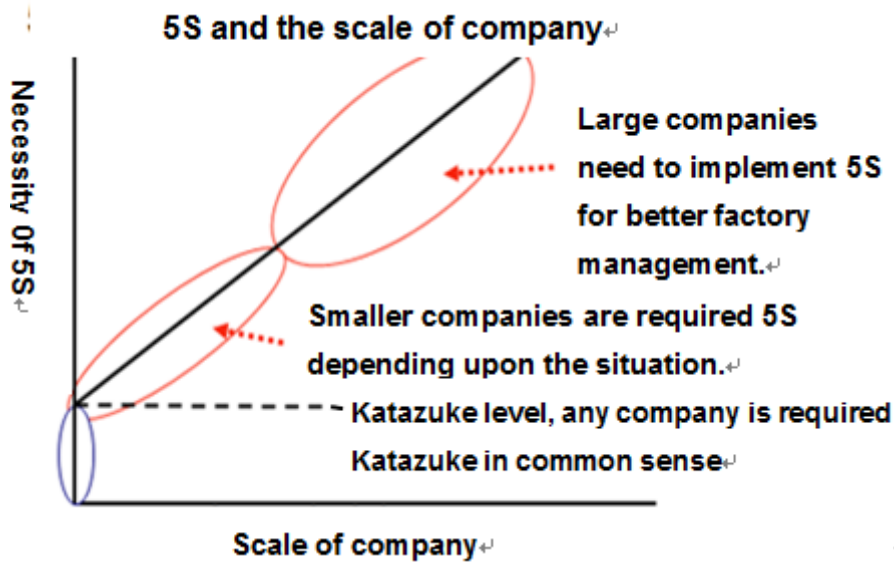 5S and the scale of company↵
Necessity 0f 5S↵
Large companies
need to implement 5S
for better factory
management.↵
Smaller companies are required 5S
depending upon the situation.↵
Katazuke level, any company is required
Katazuke in common sense↵
Scale of company↵